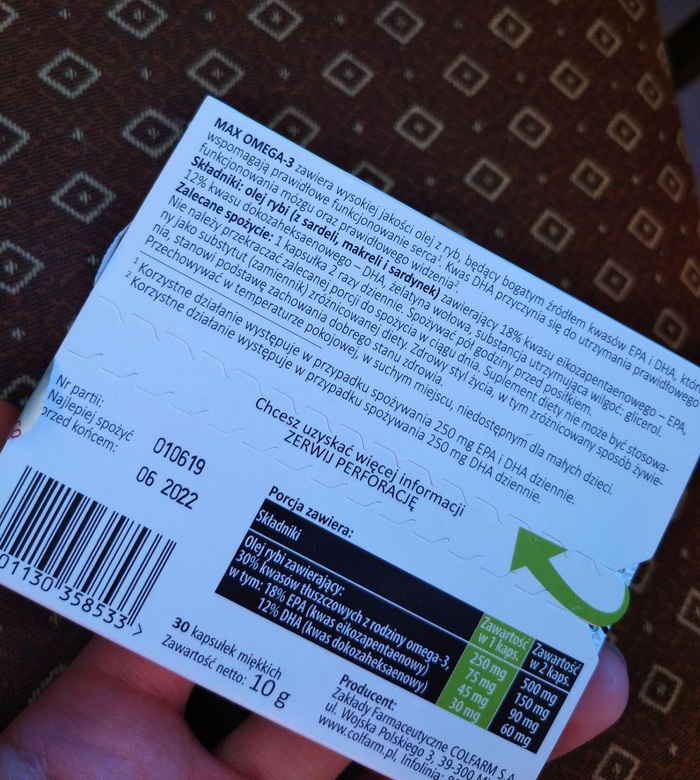 MAX OMEGA-3 zawiera wysokiej jakości olej z ryb, będący bogatym źródłem kwasów EPA i DHA,
wspomagają prawidłowe funkcjonowanie serca¹. Kwas DHA przyczynia się do utrzymania prawidłowego
funkcjonowania mózgu oraz prawidłowego widzenia².
Składniki: olej rybi (z sardeli, makreli i sardynek) zawierający 18% kwasu eikozapentaenowego – EPA,
12% kwasu dokozaheksaenowego – DHA, żelatyna wołowa, substancja utrzymująca wilgoć: glicerol.
Zalecane spożycie: 1 kapsułka 2 razy dziennie. Spożywać pół godziny przed posiłkiem.
Nie należy przekraczać zalecanej porcji do spożycia w ciągu dnia. Suplement diety nie może być stosowa-
ny jako substytut (zamiennik) zróżnicowanej diety. Zdrowy styl życia, w tym zróżnicowany sposób żywie-
nia, stanowi podstawę zachowania dobrego stanu zdrowia.
Przechowywać w temperaturze pokojowej, w suchym miejscu, niedostępnym dla małych dzieci.
¹ Korzystne działanie występuje w przypadku spożywania 250 mg EPA i DHA dziennie.
² Korzystne działanie występuje w przypadku spożywania 250 mg DHA dziennie.
Chcesz uzyskać więcej informacji
ZERWIJ PERFORACJĘ
Nr partii: 010619
Najlepiej spożyć
przed końcem: 06 2022
01130 358533 >
30 kapsułek miękkich
Zawartość netto: 10 g
Porcja zawiera:
Składniki Zawartość w 1 kaps. Zawartość w 2 kaps.
Olej rybi zawierający: 250 mg 500 mg
30% kwasów tłuszczowych z rodziny omega-3, 75 mg 150 mg
w tym: 18% EPA (kwas eikozapentaenowy) 45 mg 90 mg
12% DHA (kwas dokozaheksaenowy) 30 mg 60 mg
Producent:
Zakłady Farmaceutyczne COLFARM S.A.
ul. Wojska Polskiego 3, 39-300
www.colfarm.pl, Infolinia: